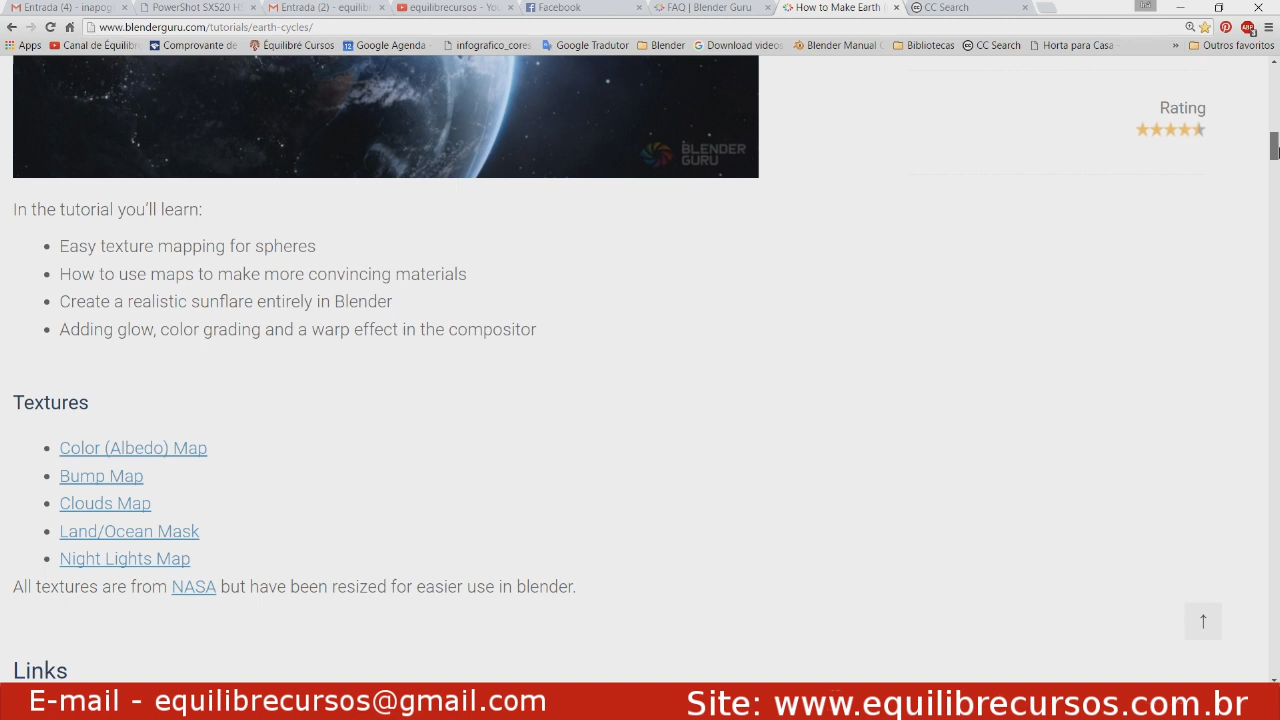 Entrada (4) - inapog
PowerShot SX520 H
Entrada (2) - equilib
equilibrecursos - You
Facebook
FAQ | Blender Guru
How to Make Earth
CC Search
www.blenderguru.com/tutorials/earth-cycles/
Apps
Canal de Équilib
Comprovante de
Équilibré Cursos
Google Agenda
infografico_cores
Google Tradutor
Blender
Download videos
Blender Manual
Bibliotecas
CC Search
Horta para Casa
»
Outros favoritos
BLENDER
GURU
Rating
In the tutorial you'll learn:
• Easy texture mapping for spheres
• How to use maps to make more convincing materials
• Create a realistic sunflare entirely in Blender
• Adding glow, color grading and a warp effect in the compositor
Textures
• Color (Albedo) Map
• Bump Map
• Clouds Map
• Land/Ocean Mask
• Night Lights Map
All textures are from NASA but have been resized for easier use in blender.
↑
Links
E-mail - equilibrecursos@gmail.com
Site: www.equilibrecursos.com.br